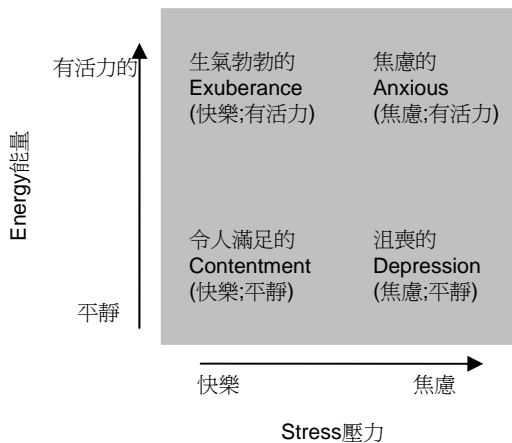 有活力的
生氣勃勃的
Exuberance
(快樂;有活力)
焦慮的
Anxious
(焦慮;有活力)
Energy能量
令人滿足的
Contentment
(快樂;平靜)
沮喪的
Depression
(焦慮;平靜)
平靜
快樂
焦慮
Stress壓力